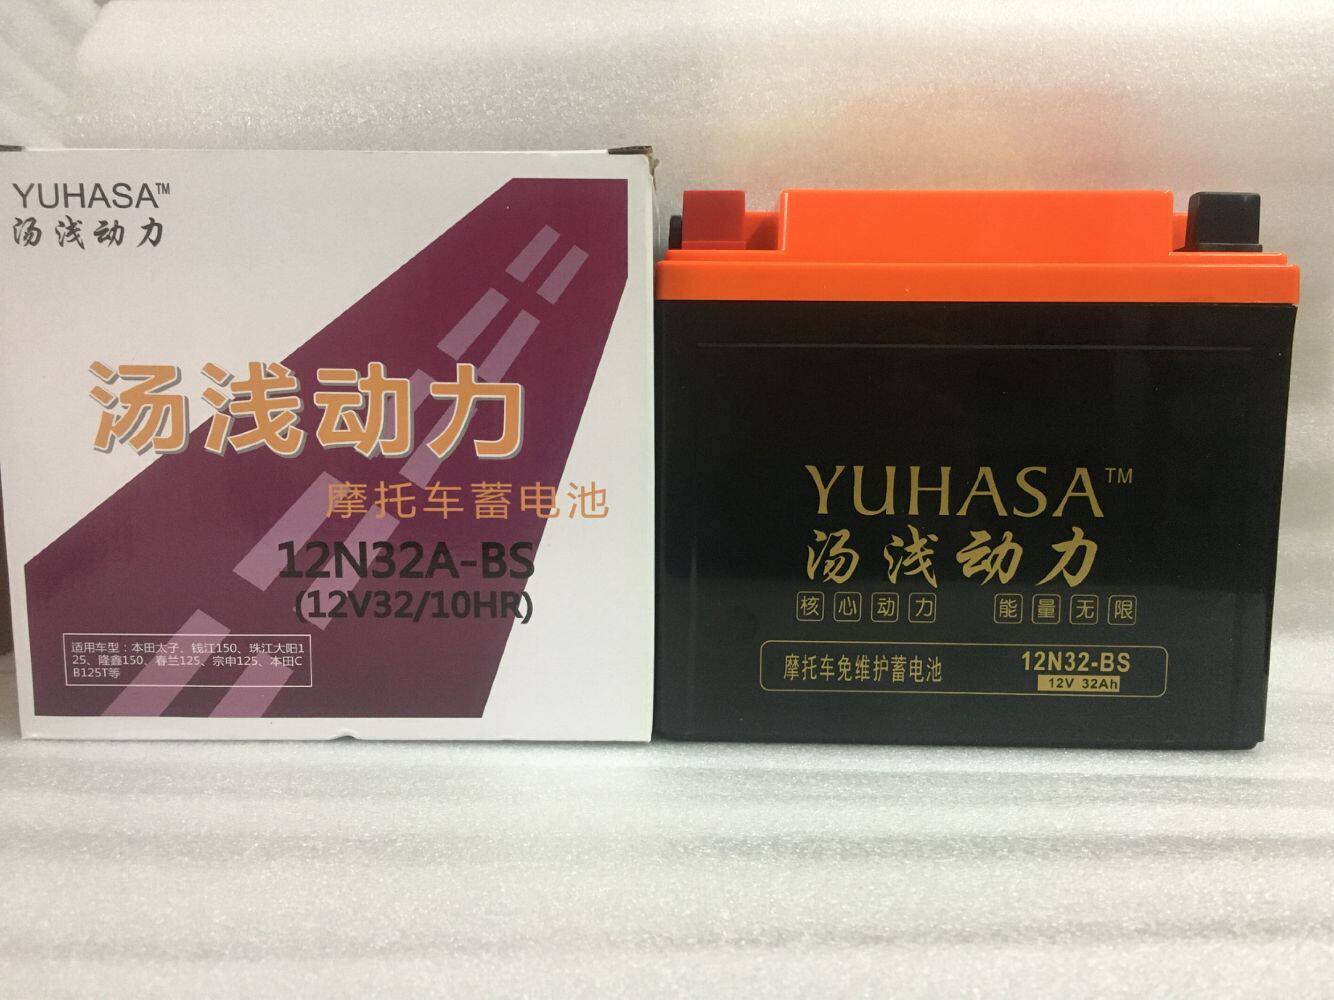 YUHASA™
汤浅动力
汤浅动力
摩托车蓄电池
12N32A-BS
(12V32/10HR)
适用车型：本田太子、钱江150、珠江大阳1
25、隆鑫150、春兰125、宗申125、本田C
B125T等
YUHASA™
汤浅动力
核心动力 能量无限
摩托车免维护蓄电池
12N32-BS
12V 32Ah